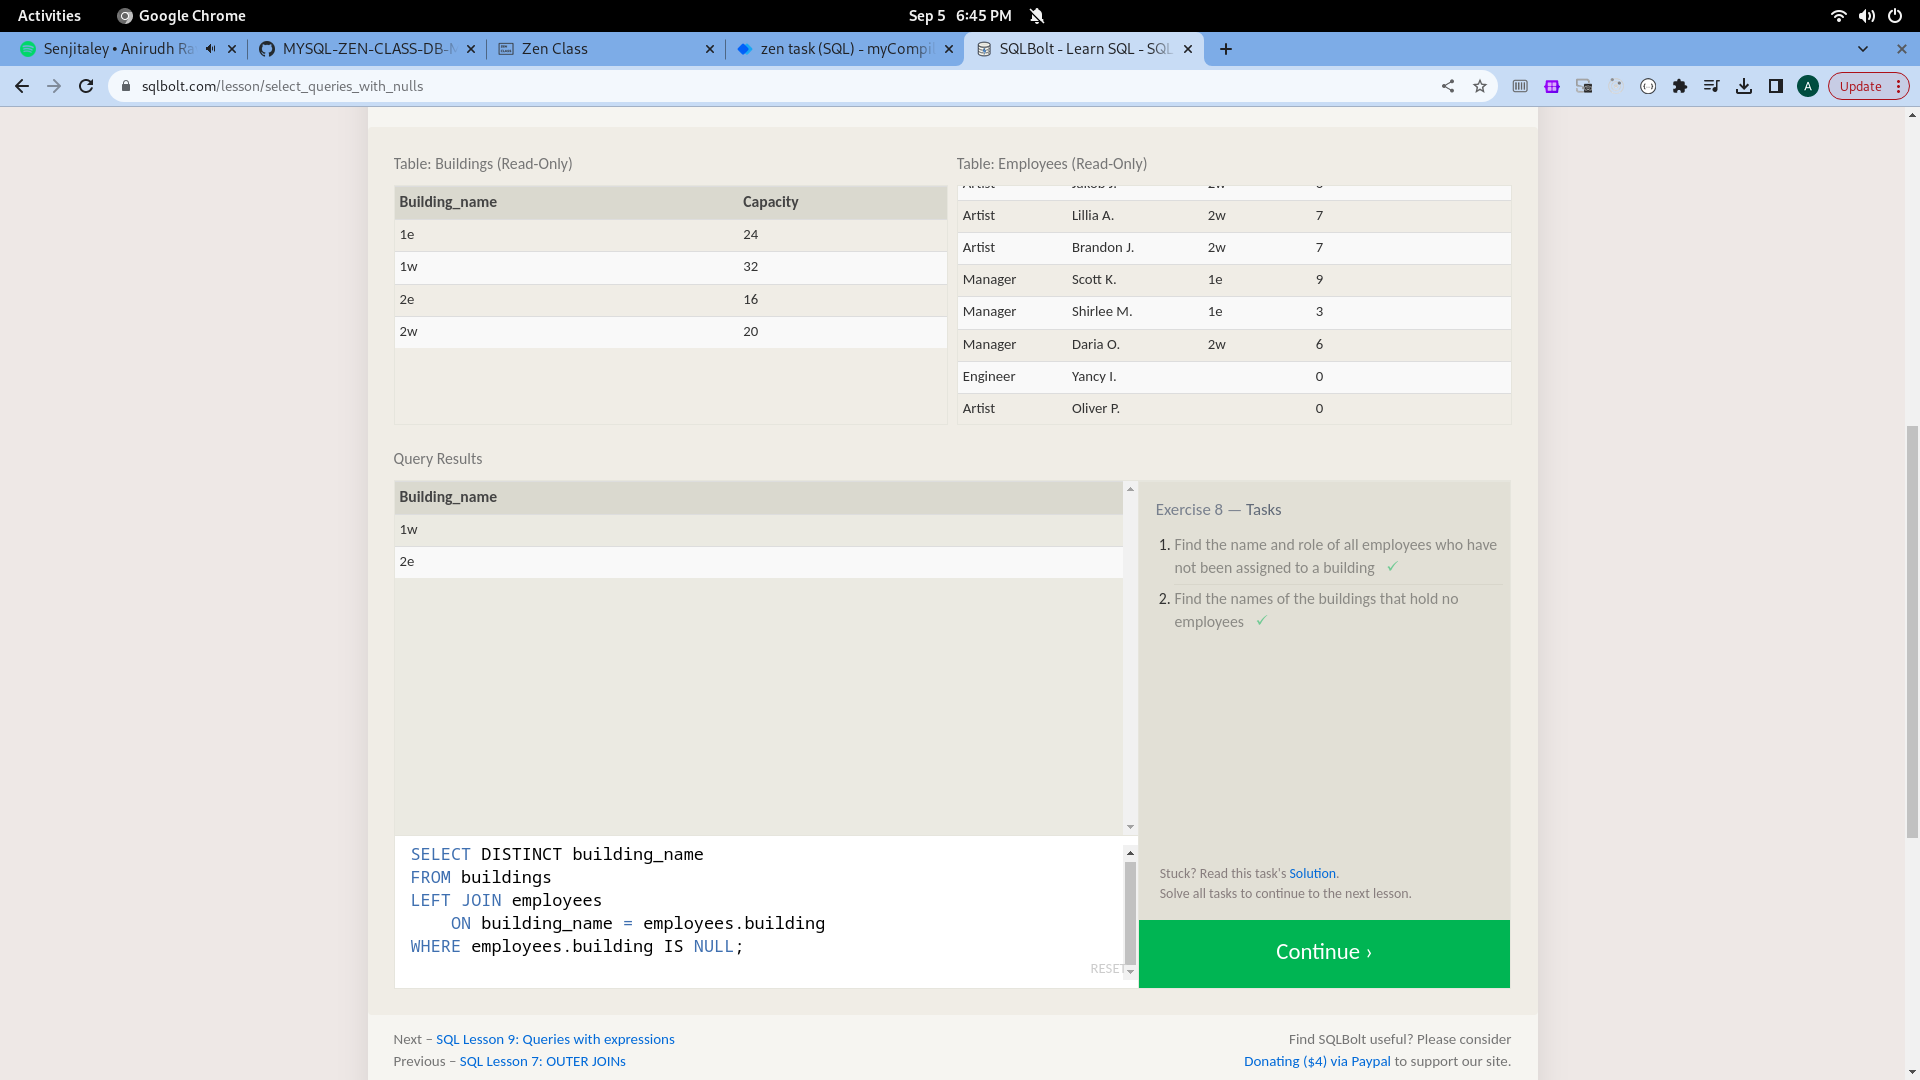 Activities
Google Chrome
Sep 5 6:45 PM
Senjitaley • Anirudh Ra
MYSQL-ZEN-CLASS-DB-M
Zen Class
zen task (SQL) - myCompil
SQLBolt - Learn SQL - SQL
sqlbolt.com/lesson/select_queries_with_nulls
A
Update
Table: Buildings (Read-Only)
Building_name Capacity
1e 24
1w 32
2e 16
2w 20
Table: Employees (Read-Only)
Artist Lillia A. 2w 7
Artist Brandon J. 2w 7
Manager Scott K. 1e 9
Manager Shirlee M. 1e 3
Manager Daria O. 2w 6
Engineer Yancy I. 0
Artist Oliver P. 0
Query Results
Building_name
1w
2e
Exercise 8 — Tasks
1. Find the name and role of all employees who have
not been assigned to a building ✓
2. Find the names of the buildings that hold no
employees ✓
Stuck? Read this task's Solution.
Solve all tasks to continue to the next lesson.
SELECT DISTINCT building_name
FROM buildings
LEFT JOIN employees
ON building_name = employees.building
WHERE employees.building IS NULL;
RESET
Continue ›
Next – SQL Lesson 9: Queries with expressions
Previous – SQL Lesson 7: OUTER JOINs
Find SQLBolt useful? Please consider
Donating ($4) via Paypal to support our site.